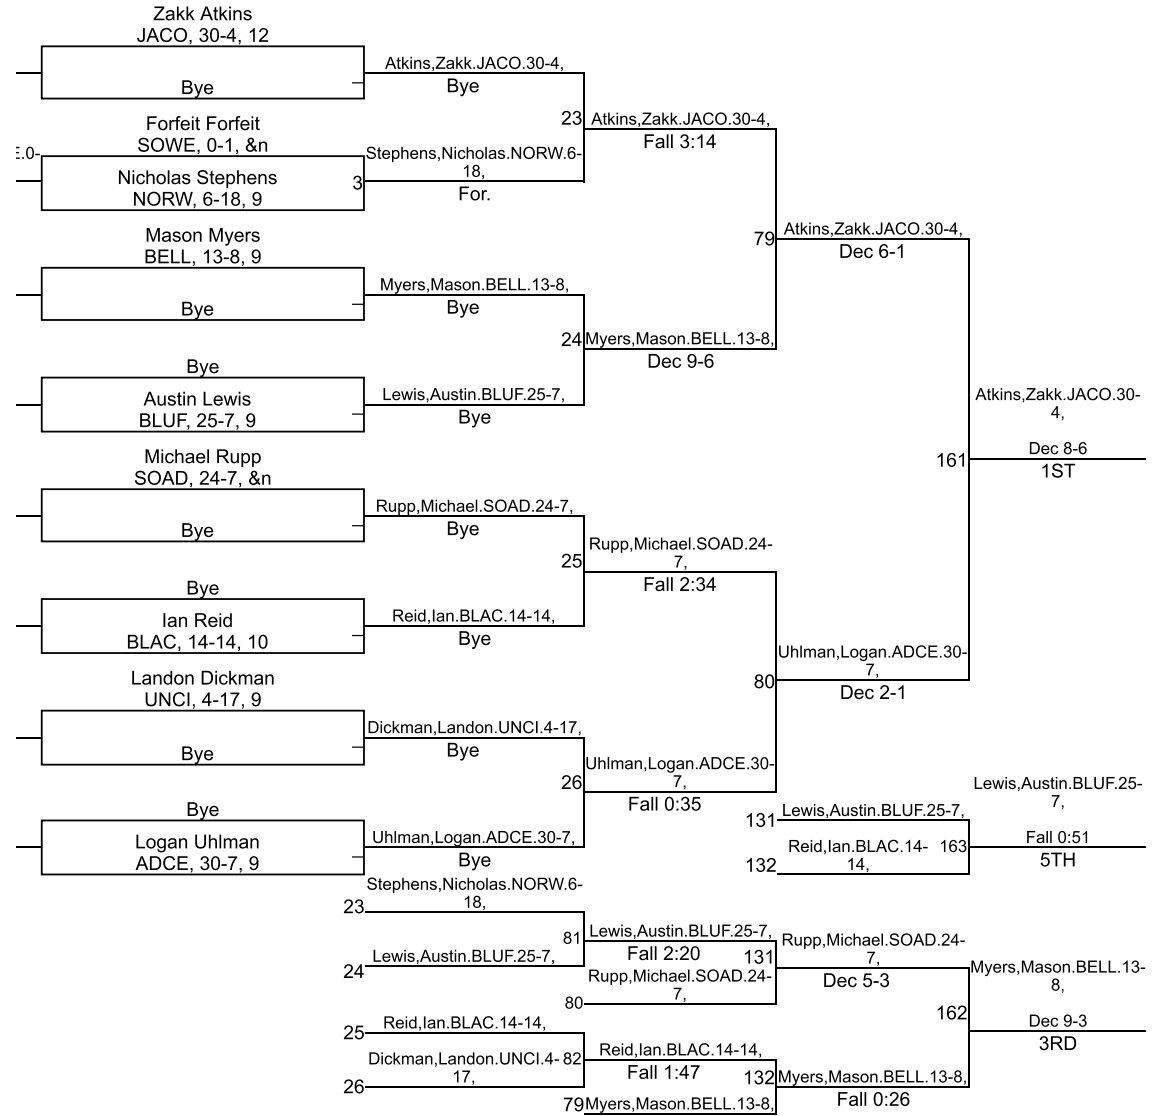 Zakk Atkins
JACO, 30-4, 12
Bye
Atkins,Zakk.JACO.30-4,
Bye
23
Atkins,Zakk.JACO.30-4,
Fall 3:14
Forfeit Forfeit
SOWE, 0-1, &n
E.0-
Nicholas Stephens
NORW, 6-18, 9
3
Stephens,Nicholas.NORW.6-
18,
For.
Mason Myers
BELL, 13-8, 9
Bye
79
Atkins,Zakk.JACO.30-4,
Dec 6-1
Myers,Mason.BELL.13-8,
Bye
24
Myers,Mason.BELL.13-8,
Dec 9-6
Bye
Austin Lewis
BLUF, 25-7, 9
Lewis,Austin.BLUF.25-7,
Bye
Atkins,Zakk.JACO.30-
4,
161
Dec 8-6
1ST
Michael Rupp
SOAD, 24-7, &n
Bye
Rupp,Michael.SOAD.24-7,
Bye
25
Rupp,Michael.SOAD.24-
7,
Fall 2:34
Bye
Ian Reid
BLAC, 14-14, 10
Reid,Ian.BLAC.14-14,
Bye
80
Uhlman,Logan.ADCE.30-
7,
Dec 2-1
Landon Dickman
UNCI, 4-17, 9
Bye
Dickman,Landon.UNCI.4-17,
Bye
26
Uhlman,Logan.ADCE.30-
7,
Fall 0:35
Bye
Logan Uhlman
ADCE, 30-7, 9
Uhlman,Logan.ADCE.30-7,
Bye
131
Lewis,Austin.BLUF.25-7,
132
Reid,Ian.BLAC.14-
14,
163
Lewis,Austin.BLUF.25-
7,
Fall 0:51
5TH
23
Stephens,Nicholas.NORW.6-
18,
24
Lewis,Austin.BLUF.25-7,
81
Lewis,Austin.BLUF.25-7,
Fall 2:20
80
Rupp,Michael.SOAD.24-
7,
131
Rupp,Michael.SOAD.24-
7,
Dec 5-3
25
Reid,Ian.BLAC.14-14,
26
Dickman,Landon.UNCI.4-
17,
82
Reid,Ian.BLAC.14-14,
Fall 1:47
79
Myers,Mason.BELL.13-8,
132
Myers,Mason.BELL.13-8,
Fall 0:26
162
Myers,Mason.BELL.13-
8,
Dec 9-3
3RD